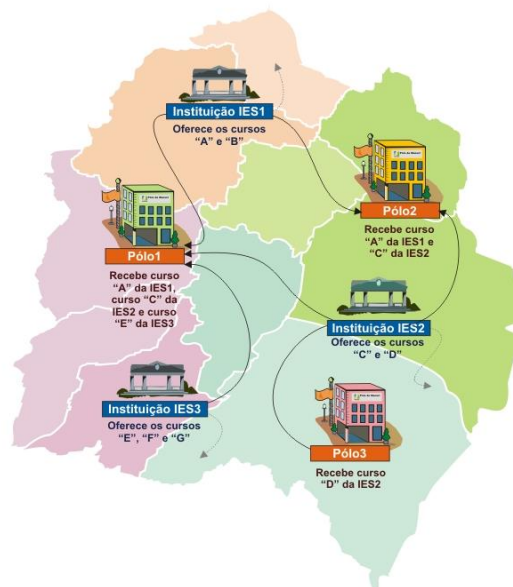 Instituição IES1
Oferece os cursos
“A” e “B”
Pólo2
Recebe curso
“A” da IES1 e
“C” da IES2
Pólo1
Recebe curso
“A” da IES1,
curso “C” da
IES2 e curso
“E” da IES3
Instituição IES2
Oferece os cursos
“C” e “D”
Instituição IES3
Oferece os cursos
“E”, “F” e “G”
Pólo3
Recebe curso
“D” da IES2